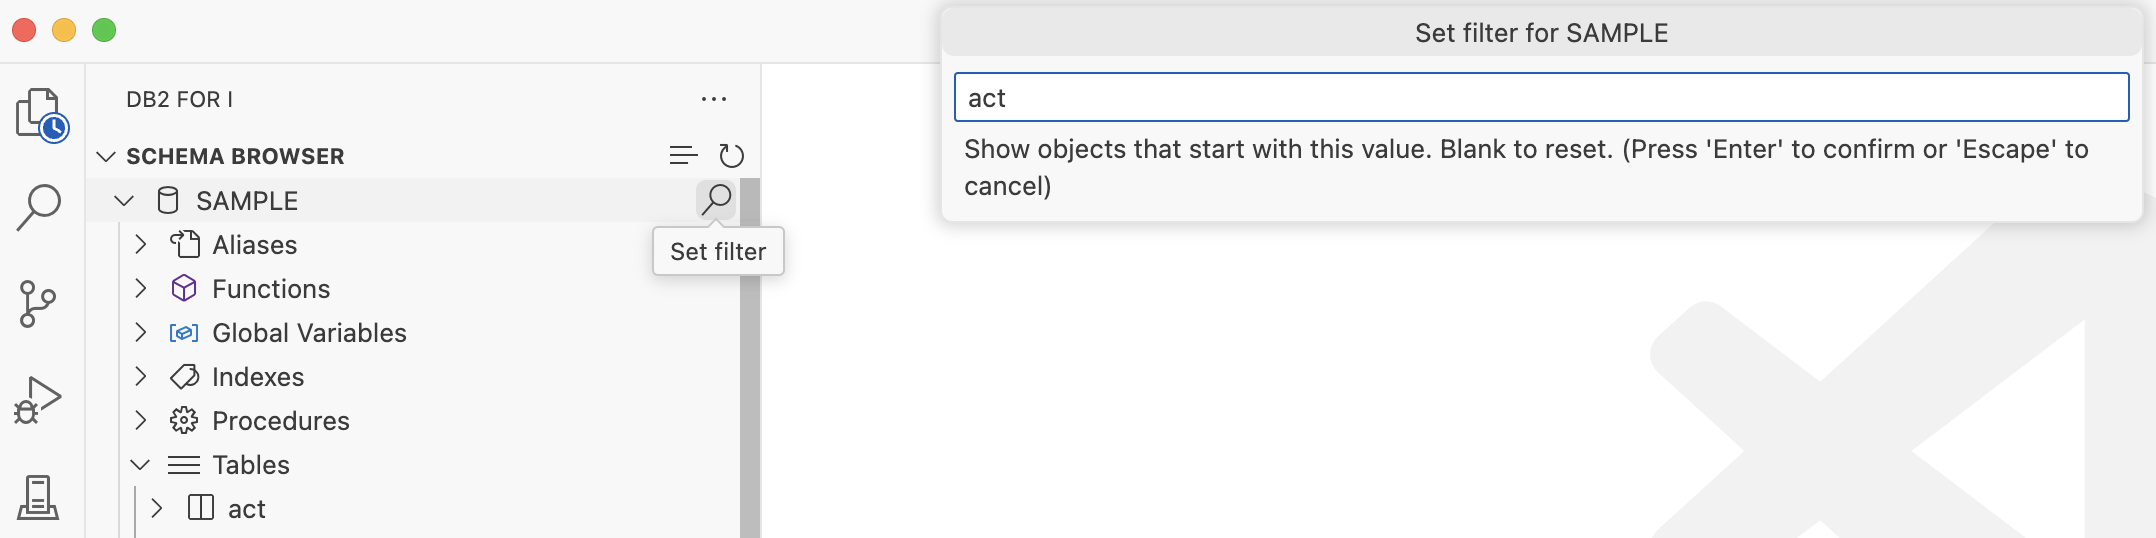 DB2 FOR I
SCHEMA BROWSER
SAMPLE
Set filter
Aliases
Functions
Global Variables
Indexes
Procedures
Tables
act
Set filter for SAMPLE
act
Show objects that start with this value. Blank to reset. (Press 'Enter' to confirm or 'Escape' to
cancel)